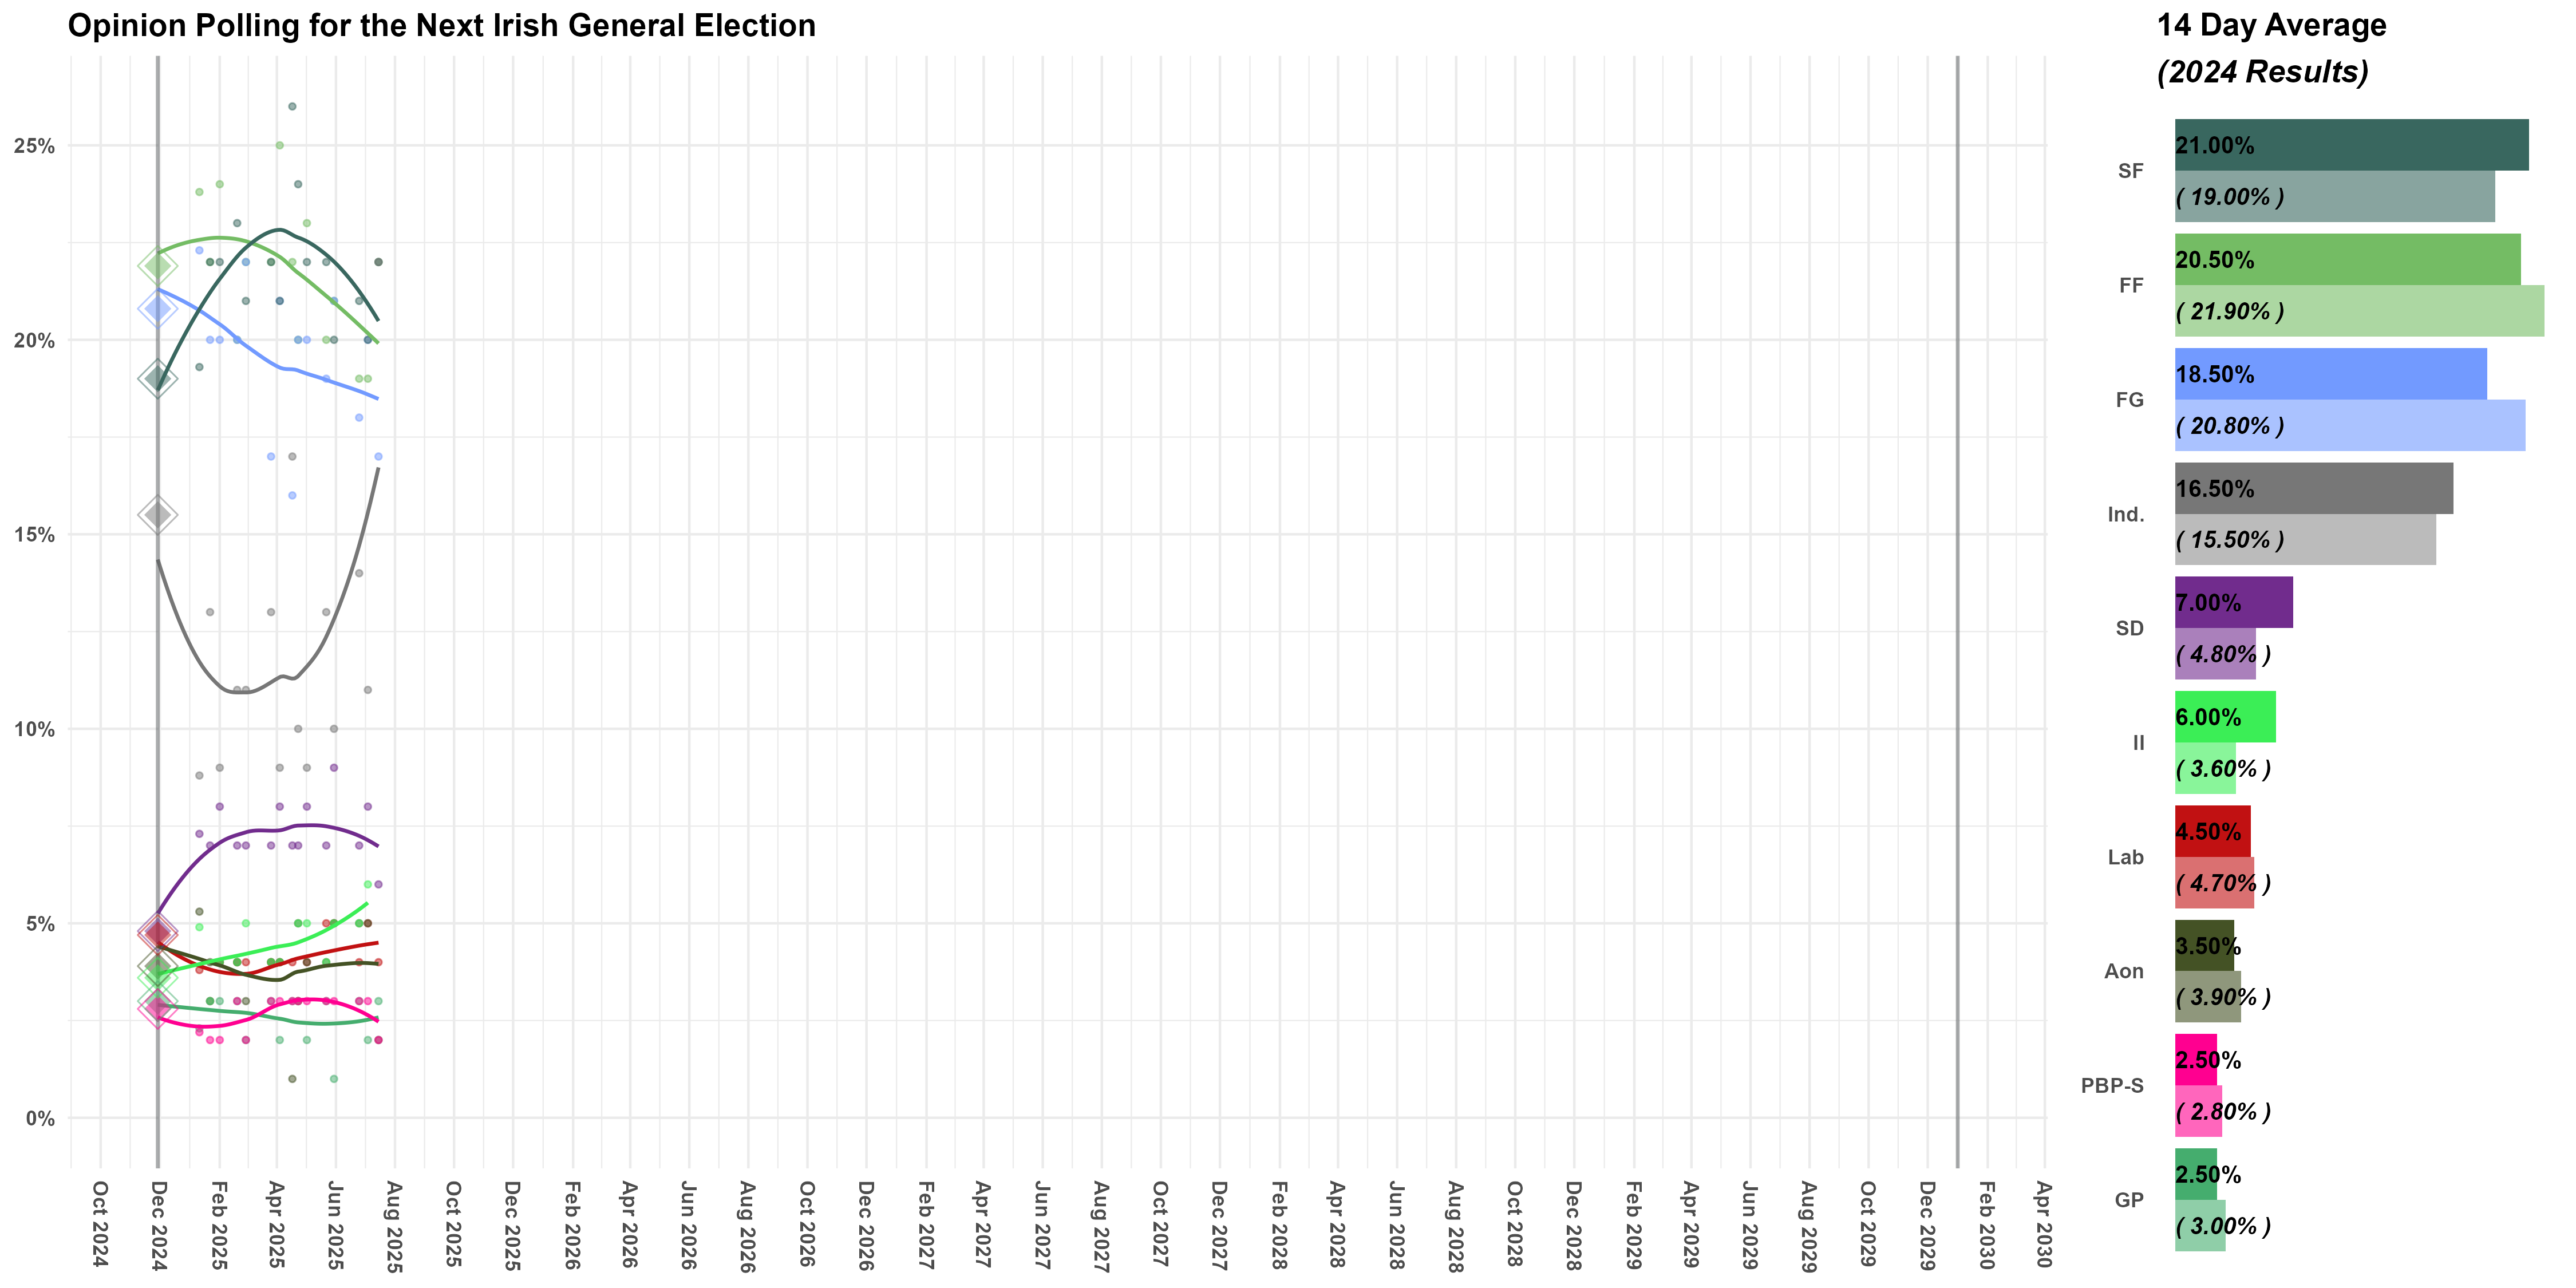 Opinion Polling for the Next Irish General Election
14 Day Average
(2024 Results)
25%
20%
15%
10%
5%
0%
Oct 2024
Dec 2024
Feb 2025
Apr 2025
Jun 2025
Aug 2025
Oct 2025
Dec 2025
Feb 2026
Apr 2026
Jun 2026
Aug 2026
Oct 2026
Dec 2026
Feb 2027
Apr 2027
Jun 2027
Aug 2027
Oct 2027
Dec 2027
Feb 2028
Apr 2028
Jun 2028
Aug 2028
Oct 2028
Dec 2028
Feb 2029
Apr 2029
Jun 2029
Aug 2029
Oct 2029
Dec 2029
Feb 2030
Apr 2030
SF
21.00%
( 19.00% )
FF
20.50%
( 21.90% )
FG
18.50%
( 20.80% )
Ind.
16.50%
( 15.50% )
SD
7.00%
( 4.80% )
II
6.00%
( 3.60% )
Lab
4.50%
( 4.70% )
Aon
3.50%
( 3.90% )
PBP-S
2.50%
( 2.80% )
GP
2.50%
( 3.00% )